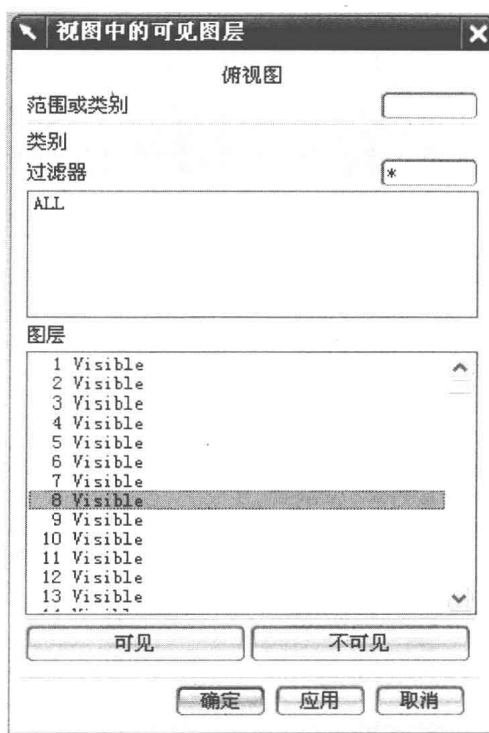 视图中的可见图层
俯视图
范围或类别
类别
过滤器 *
ALL
图层
1 Visible
2 Visible
3 Visible
4 Visible
5 Visible
6 Visible
7 Visible
8 Visible
9 Visible
10 Visible
11 Visible
12 Visible
13 Visible
可见 不可见
确定 应用 取消